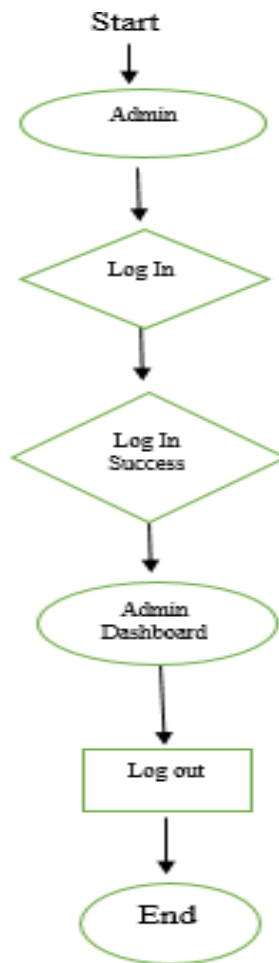 Start
Admin
Log In
Log In
Success
Admin
Dashboard
Log out
End